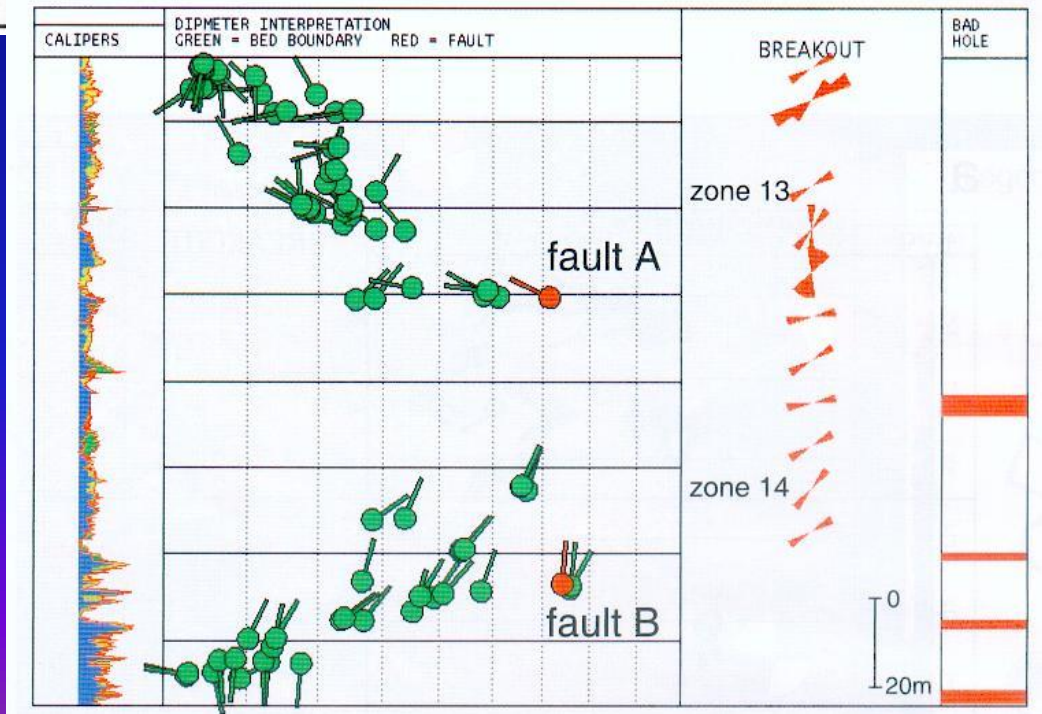 CALIPERS
DIPMETER INTERPRETATION
GREEN = BED BOUNDARY RED = FAULT
BREAKOUT
BAD
HOLE
zone 13
fault A
zone 14
fault B
0
20m